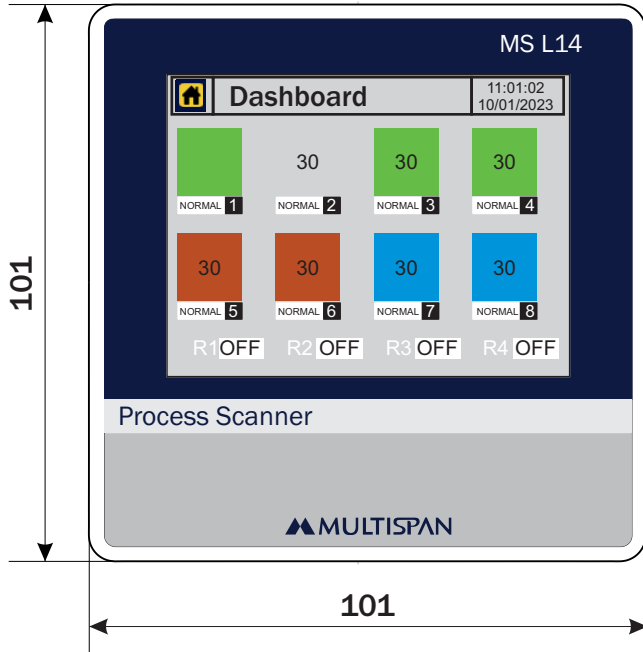 MS L14
Dashboard
11:01:02
10/01/2023
30 30 30
NORMAL 1 NORMAL 2 NORMAL 3 NORMAL 4
30 30 30 30
NORMAL 5 NORMAL 6 NORMAL 7 NORMAL 8
R1 OFF R2 OFF R3 OFF R4 OFF
101
Process Scanner
MULTISPAN
101